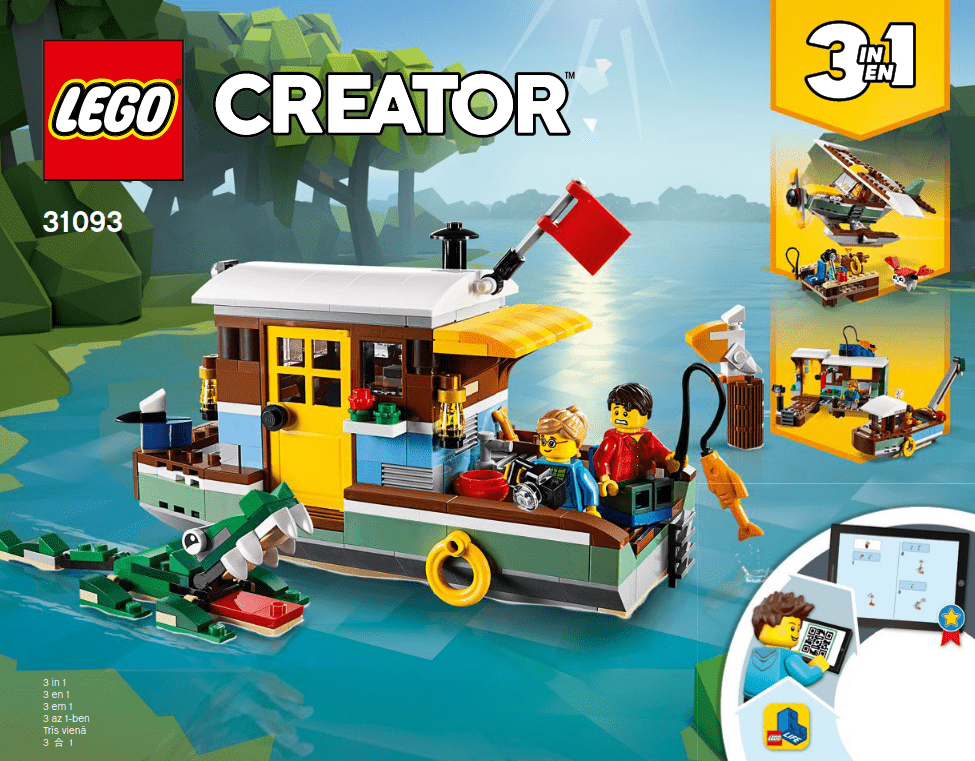 LEGO
CREATOR™
3 IN 1
EN
31093
3 in 1
3 en 1
3 em 1
3 az 1-ben
Trīs vienā
3 合 1
LEGO
LIFE